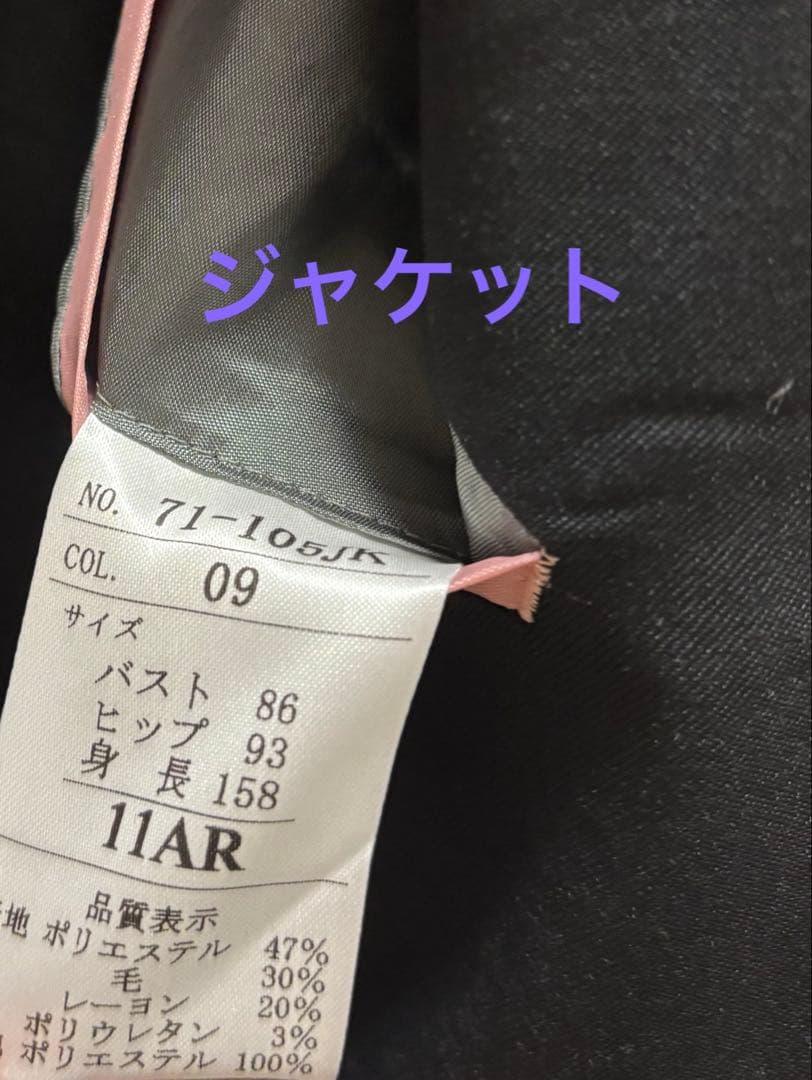 ジャケット
NO. 71-105JK
COL. 09
サイズ
バスト 86
ヒップ 93
身長 158
11AR
品質表示
地 ポリエステル 47%
毛 30%
レーヨン 20%
ポリウレタン 3%
ポリエステル 100%